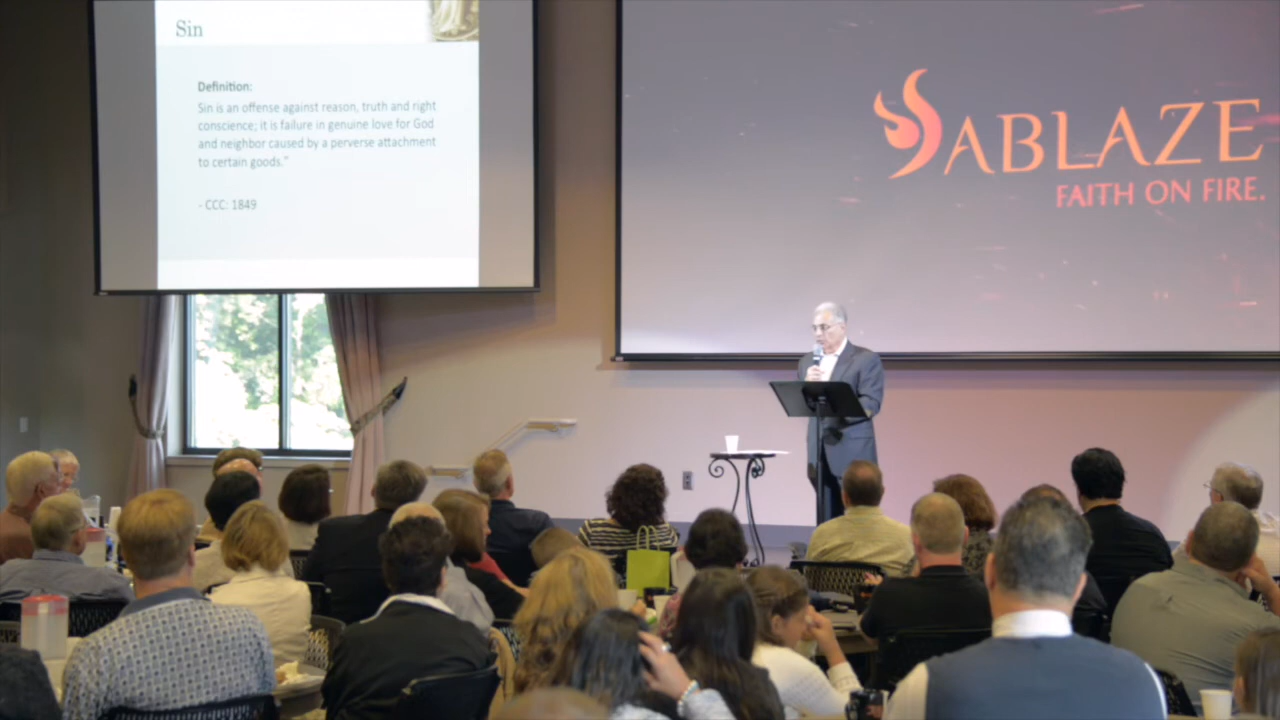 Sin
Definition:
Sin is an offense against reason, truth and right
conscience; it is failure in genuine love for God
and neighbor caused by a perverse attachment
to certain goods."
- CCC: 1849
ABLAZE
FAITH ON FIRE.